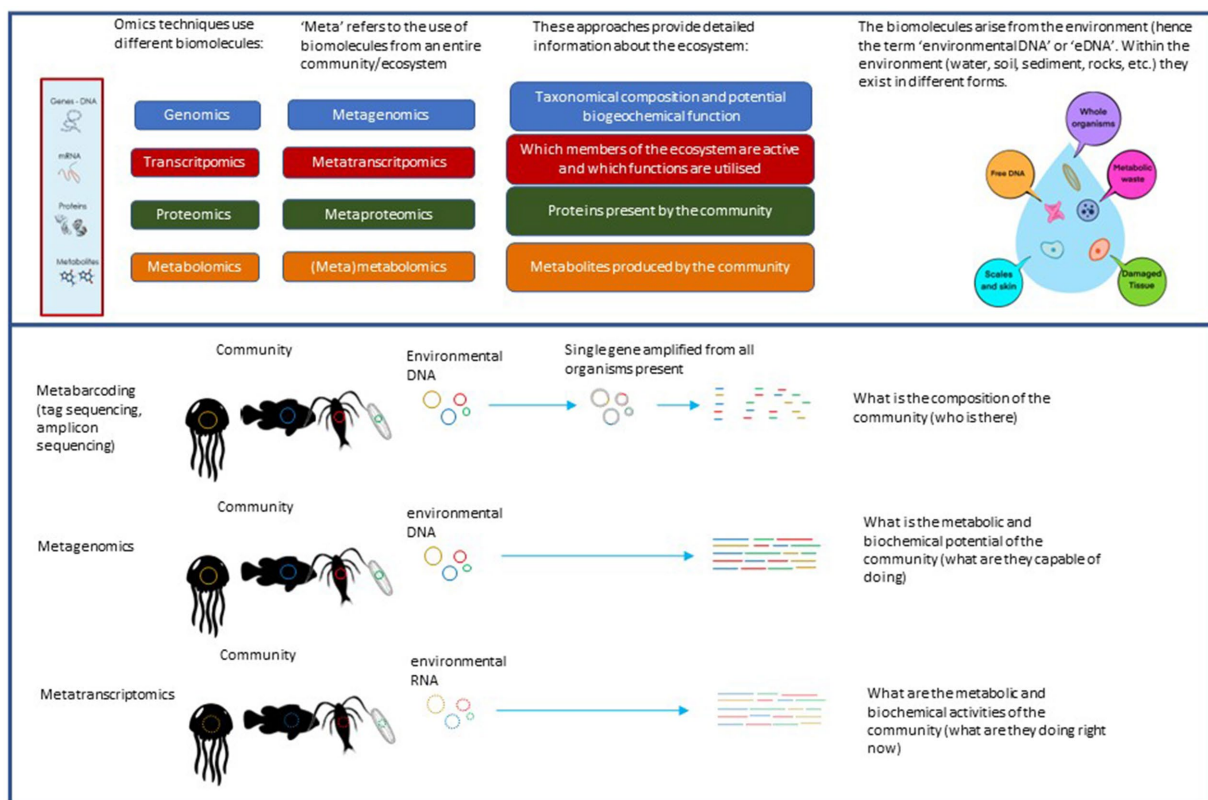 Omics techniques use
different biomolecules:
'Meta' refers to the use of
biomolecules from an entire
community/ecosystem
These approaches provide detailed
information about the ecosystem:
The biomolecules arise from the environment (hence
the term 'environmental DNA' or 'eDNA'. Within the
environment (water, soil, sediment, rocks, etc.) they
exist in different forms.
Genes - DNA
mRNA
Proteins
Metabolites
Genomics
Metagenomics
Taxonomical composition and potential
biogeochemical function
Transcritpomics
Metatranscritpomics
Which members of the ecosystem are active
and which functions are utilised
Proteomics
Metaproteomics
Proteins present by the community
Metabolomics
(Meta)metabolomics
Metabolites produced by the community
Whole
organisms
Free DNA
Metabolic
waste
Scales
and skin
Damaged
Tissue
Metabarcoding
(tag sequencing,
amplicon
sequencing)
Community
Environmental
DNA
Single gene amplified from all
organisms present
What is the composition of the
community (who is there)
Metagenomics
Community
environmental
DNA
What is the metabolic and
biochemical potential of the
community (what are they capable of
doing)
Metatranscriptomics
Community
environmental
RNA
What are the metabolic and
biochemical activities of the
community (what are they doing right
now)